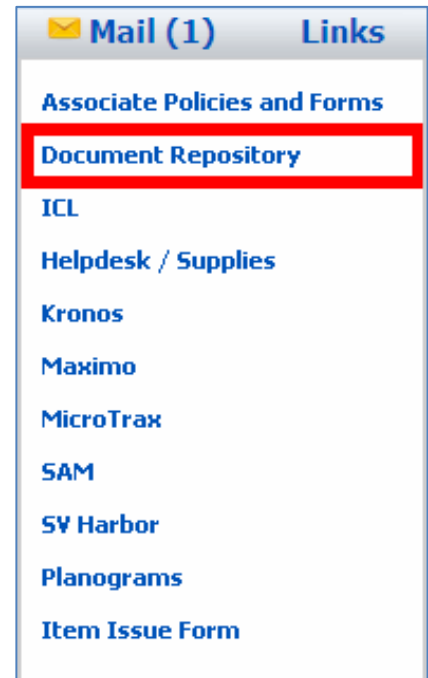 Mail (1) Links
Associate Policies and Forms
Document Repository
ICL
Helpdesk / Supplies
Kronos
Maximo
MicroTrax
SAM
SV Harbor
Planograms
Item Issue Form